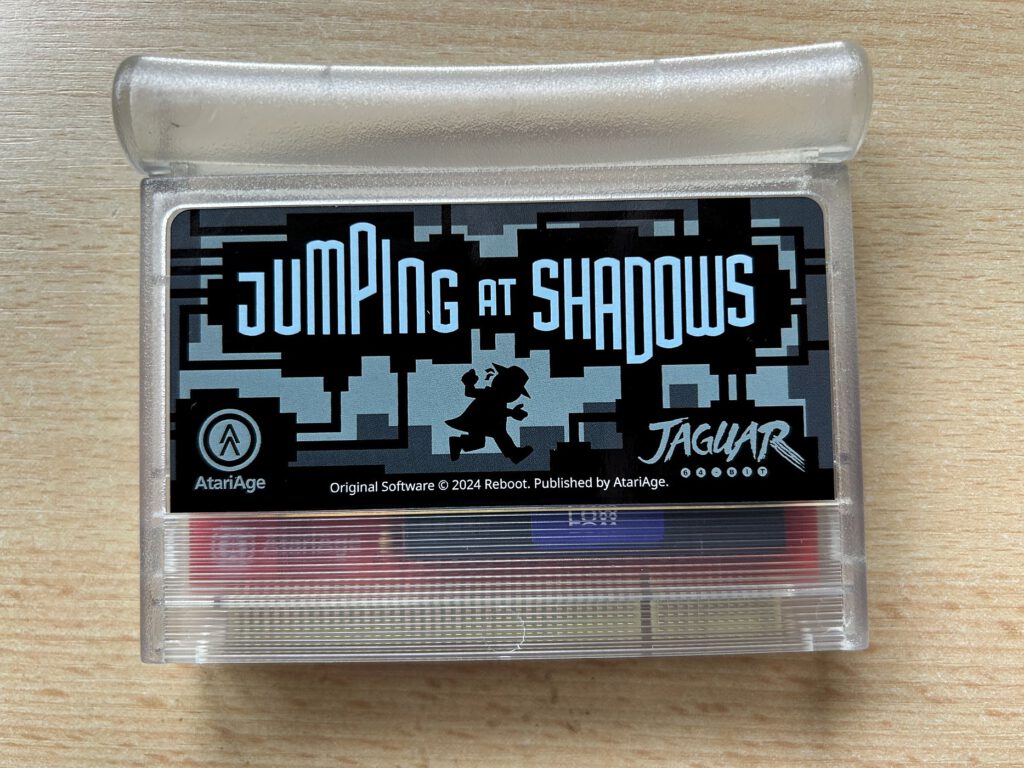 JUMPING AT SHADOWS
AtariAge
JAGUAR
64-BIT
Original Software © 2024 Reboot. Published by AtariAge.